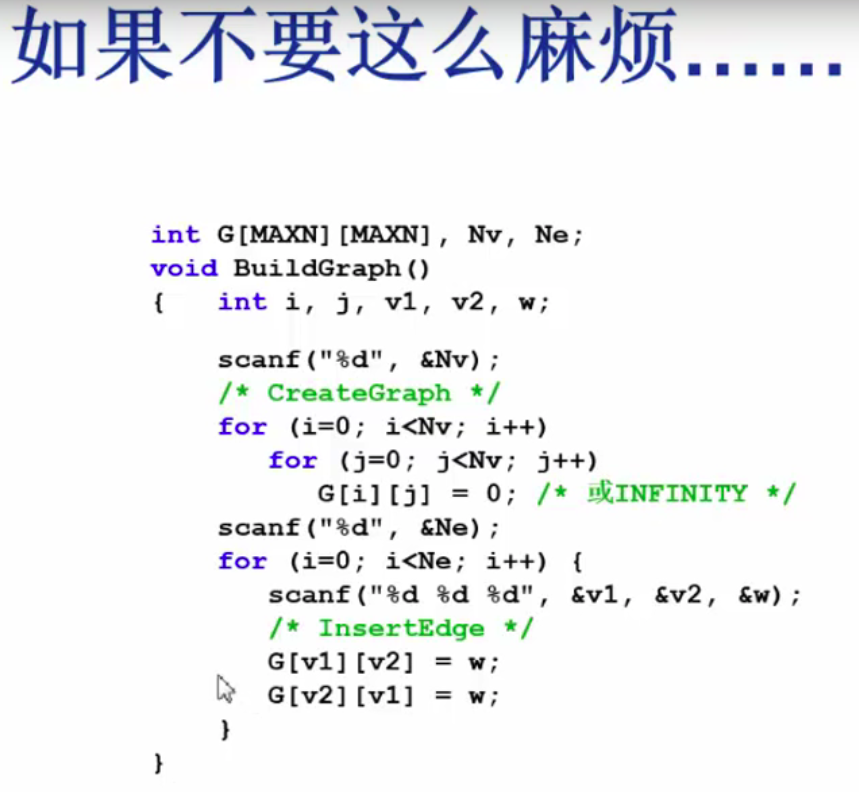 如果不要这么麻烦......
int G[MAXN][MAXN], Nv, Ne;
void BuildGraph()
{   int i, j, v1, v2, w;
    scanf("%d", &Nv);
    /* CreateGraph */
    for (i=0; i<Nv; i++)
       for (j=0; j<Nv; j++)
          G[i][j] = 0; /* 或INFINITY */
    scanf("%d", &Ne);
    for (i=0; i<Ne; i++) {
       scanf("%d %d %d", &v1, &v2, &w);
       /* InsertEdge */
       G[v1][v2] = w;
       G[v2][v1] = w;
    }
}